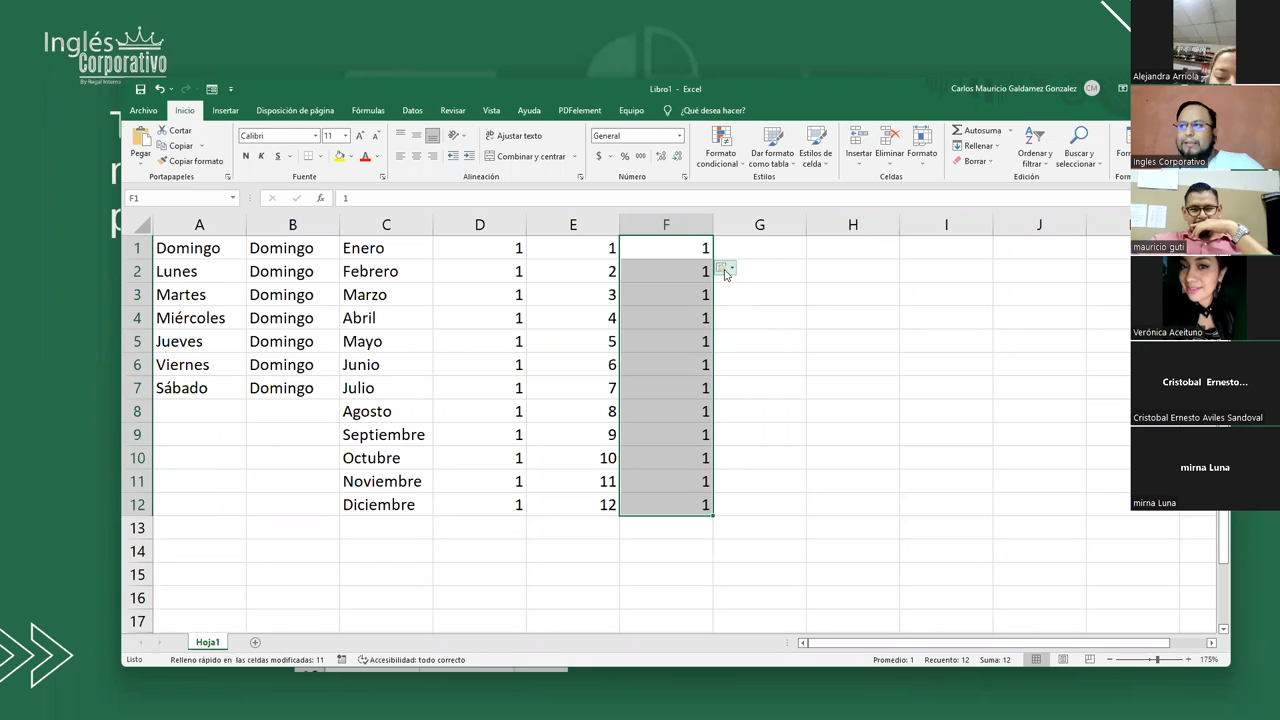 Inglés
Corporativo
By Regal Interna
Libro1 - Excel
Carlos Mauricio Galdamez Gonzalez
CM
Archivo Inicio Insertar Disposición de página Fórmulas Datos Revisar Vista Ayuda PDFelement Equipo ¿Qué desea hacer?
Pegar
Cortar
Copiar
Copiar formato
Portapapeles
Calibri 11
N K S
Fuente
Ajustar texto
Combinar y centrar
Alineación
General
$ % 000
Número
Formato condicional
Dar formato como tabla
Estilos de celda
Estilos
Insertar Eliminar Formato
Celdas
Autosuma
Rellenar
Borrar
Ordenar y filtrar
Buscar y seleccionar
Edición
F1 fx 1
A B C D E F G H I J
1 Domingo Domingo Enero 1 1 1
2 Lunes Domingo Febrero 1 2 1
3 Martes Domingo Marzo 1 3 1
4 Miércoles Domingo Abril 1 4 1
5 Jueves Domingo Mayo 1 5 1
6 Viernes Domingo Junio 1 6 1
7 Sábado Domingo Julio 1 7 1
8 Agosto 1 8 1
9 Septiembre 1 9 1
10 Octubre 1 10 1
11 Noviembre 1 11 1
12 Diciembre 1 12 1
13
14
15
16
17
Hoja1
Listo Relleno rápido en las celdas modificadas: 11 Accesibilidad: todo correcto Promedio: 1 Recuento: 12 Suma: 12 175%
Alejandra Arriola
Ingles Corporativo
mauricio guti
Verónica Aceituno
Cristobal Ernesto...
Cristobal Ernesto Aviles Sandoval
mirna Luna
mirna Luna